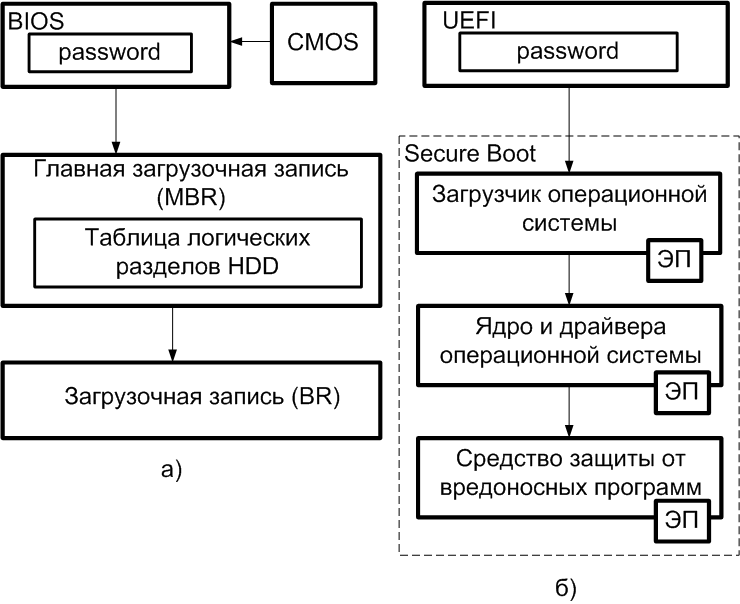 BIOS
password
CMOS
Главная загрузочная запись
(MBR)
Таблица логических
разделов HDD
Загрузочная запись (BR)
а)
UEFI
password
Secure Boot
Загрузчик операционной
системы
ЭП
Ядро и драйвера
операционной системы
ЭП
Средство защиты от
вредоносных программ
ЭП
б)